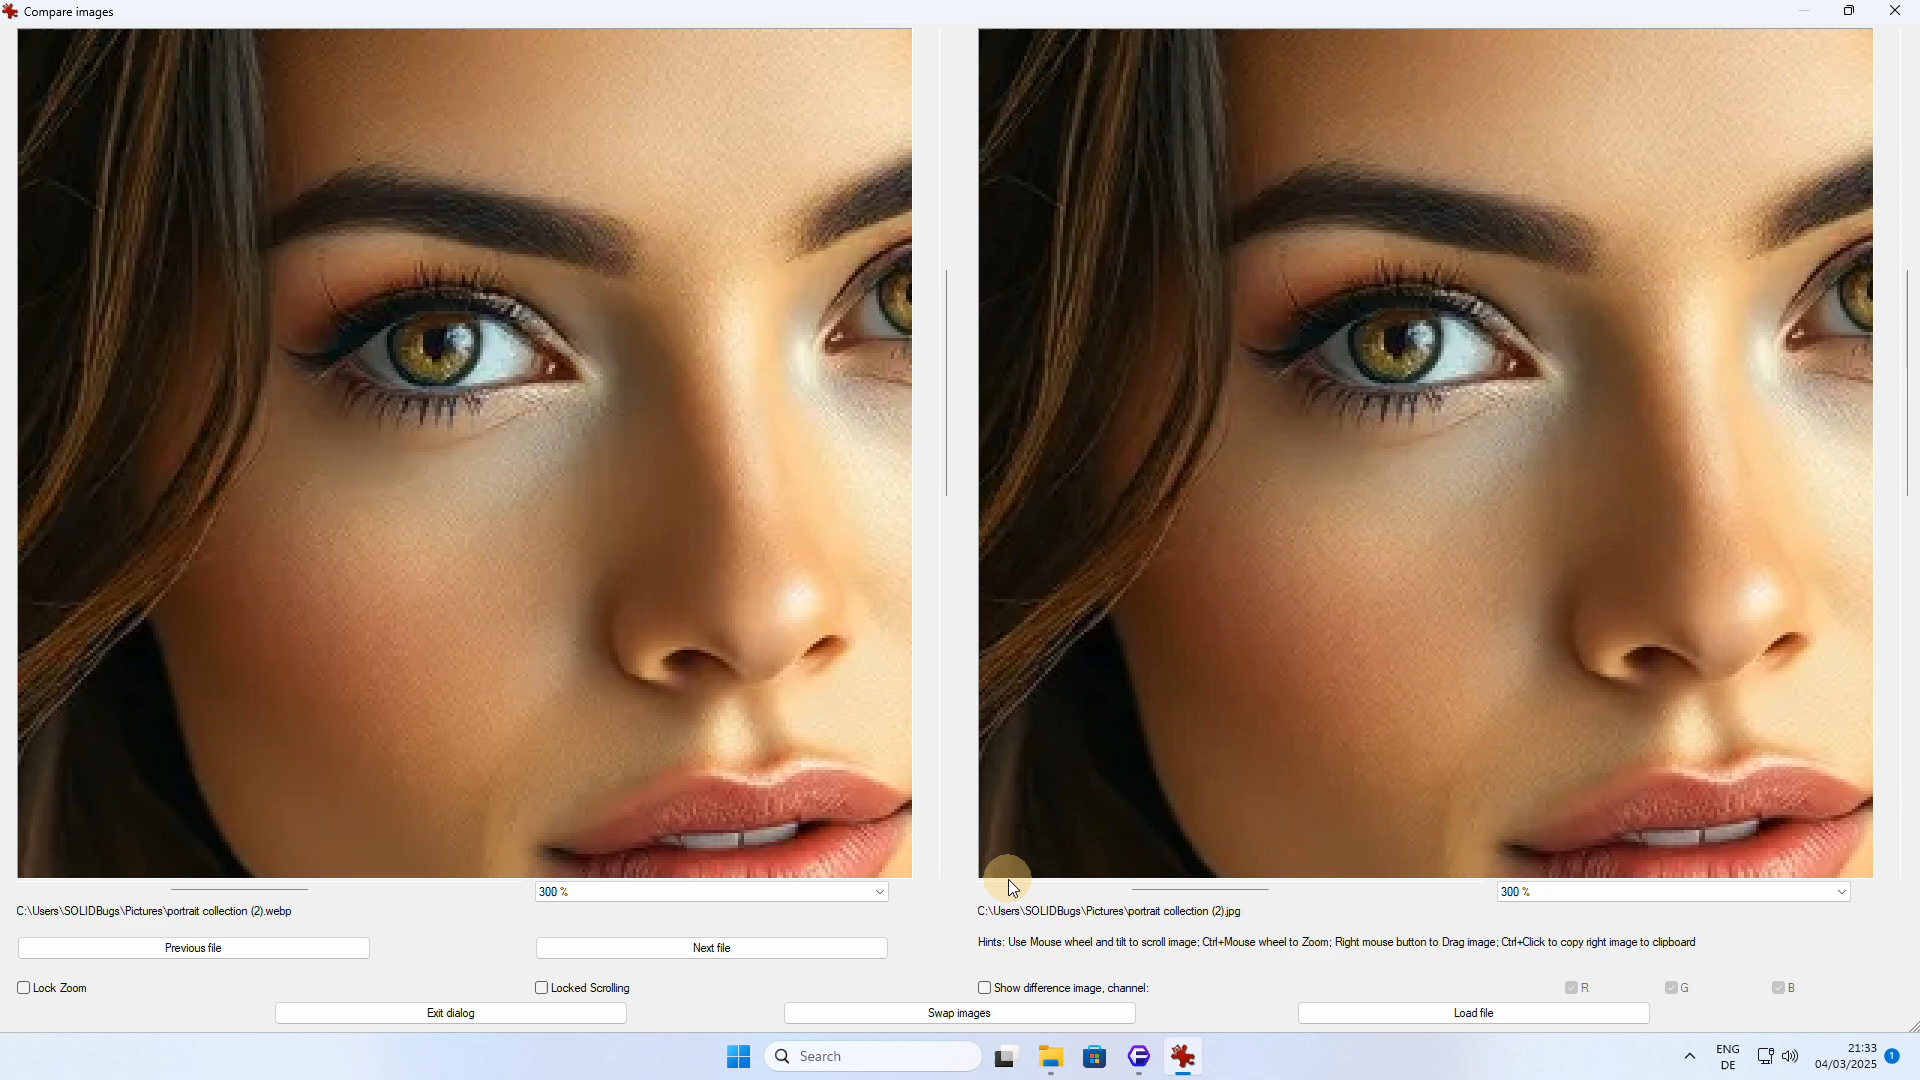 Compare images
300 %
300 %
C:\Users\SOLIDBugs\Pictures\portrait collection (2).webp
C:\Users\SOLIDBugs\Pictures\portrait collection (2).jpg
Previous file
Next file
Hints: Use Mouse wheel and tilt to scroll image; Ctrl+Mouse wheel to Zoom; Right mouse button to Drag image; Ctrl+Click to copy right image to clipboard
Lock Zoom
Locked Scrolling
Show difference image, channel:
R
G
B
Exit dialog
Swap images
Load file
Search
ENG
DE
21:33
04/03/2025
1